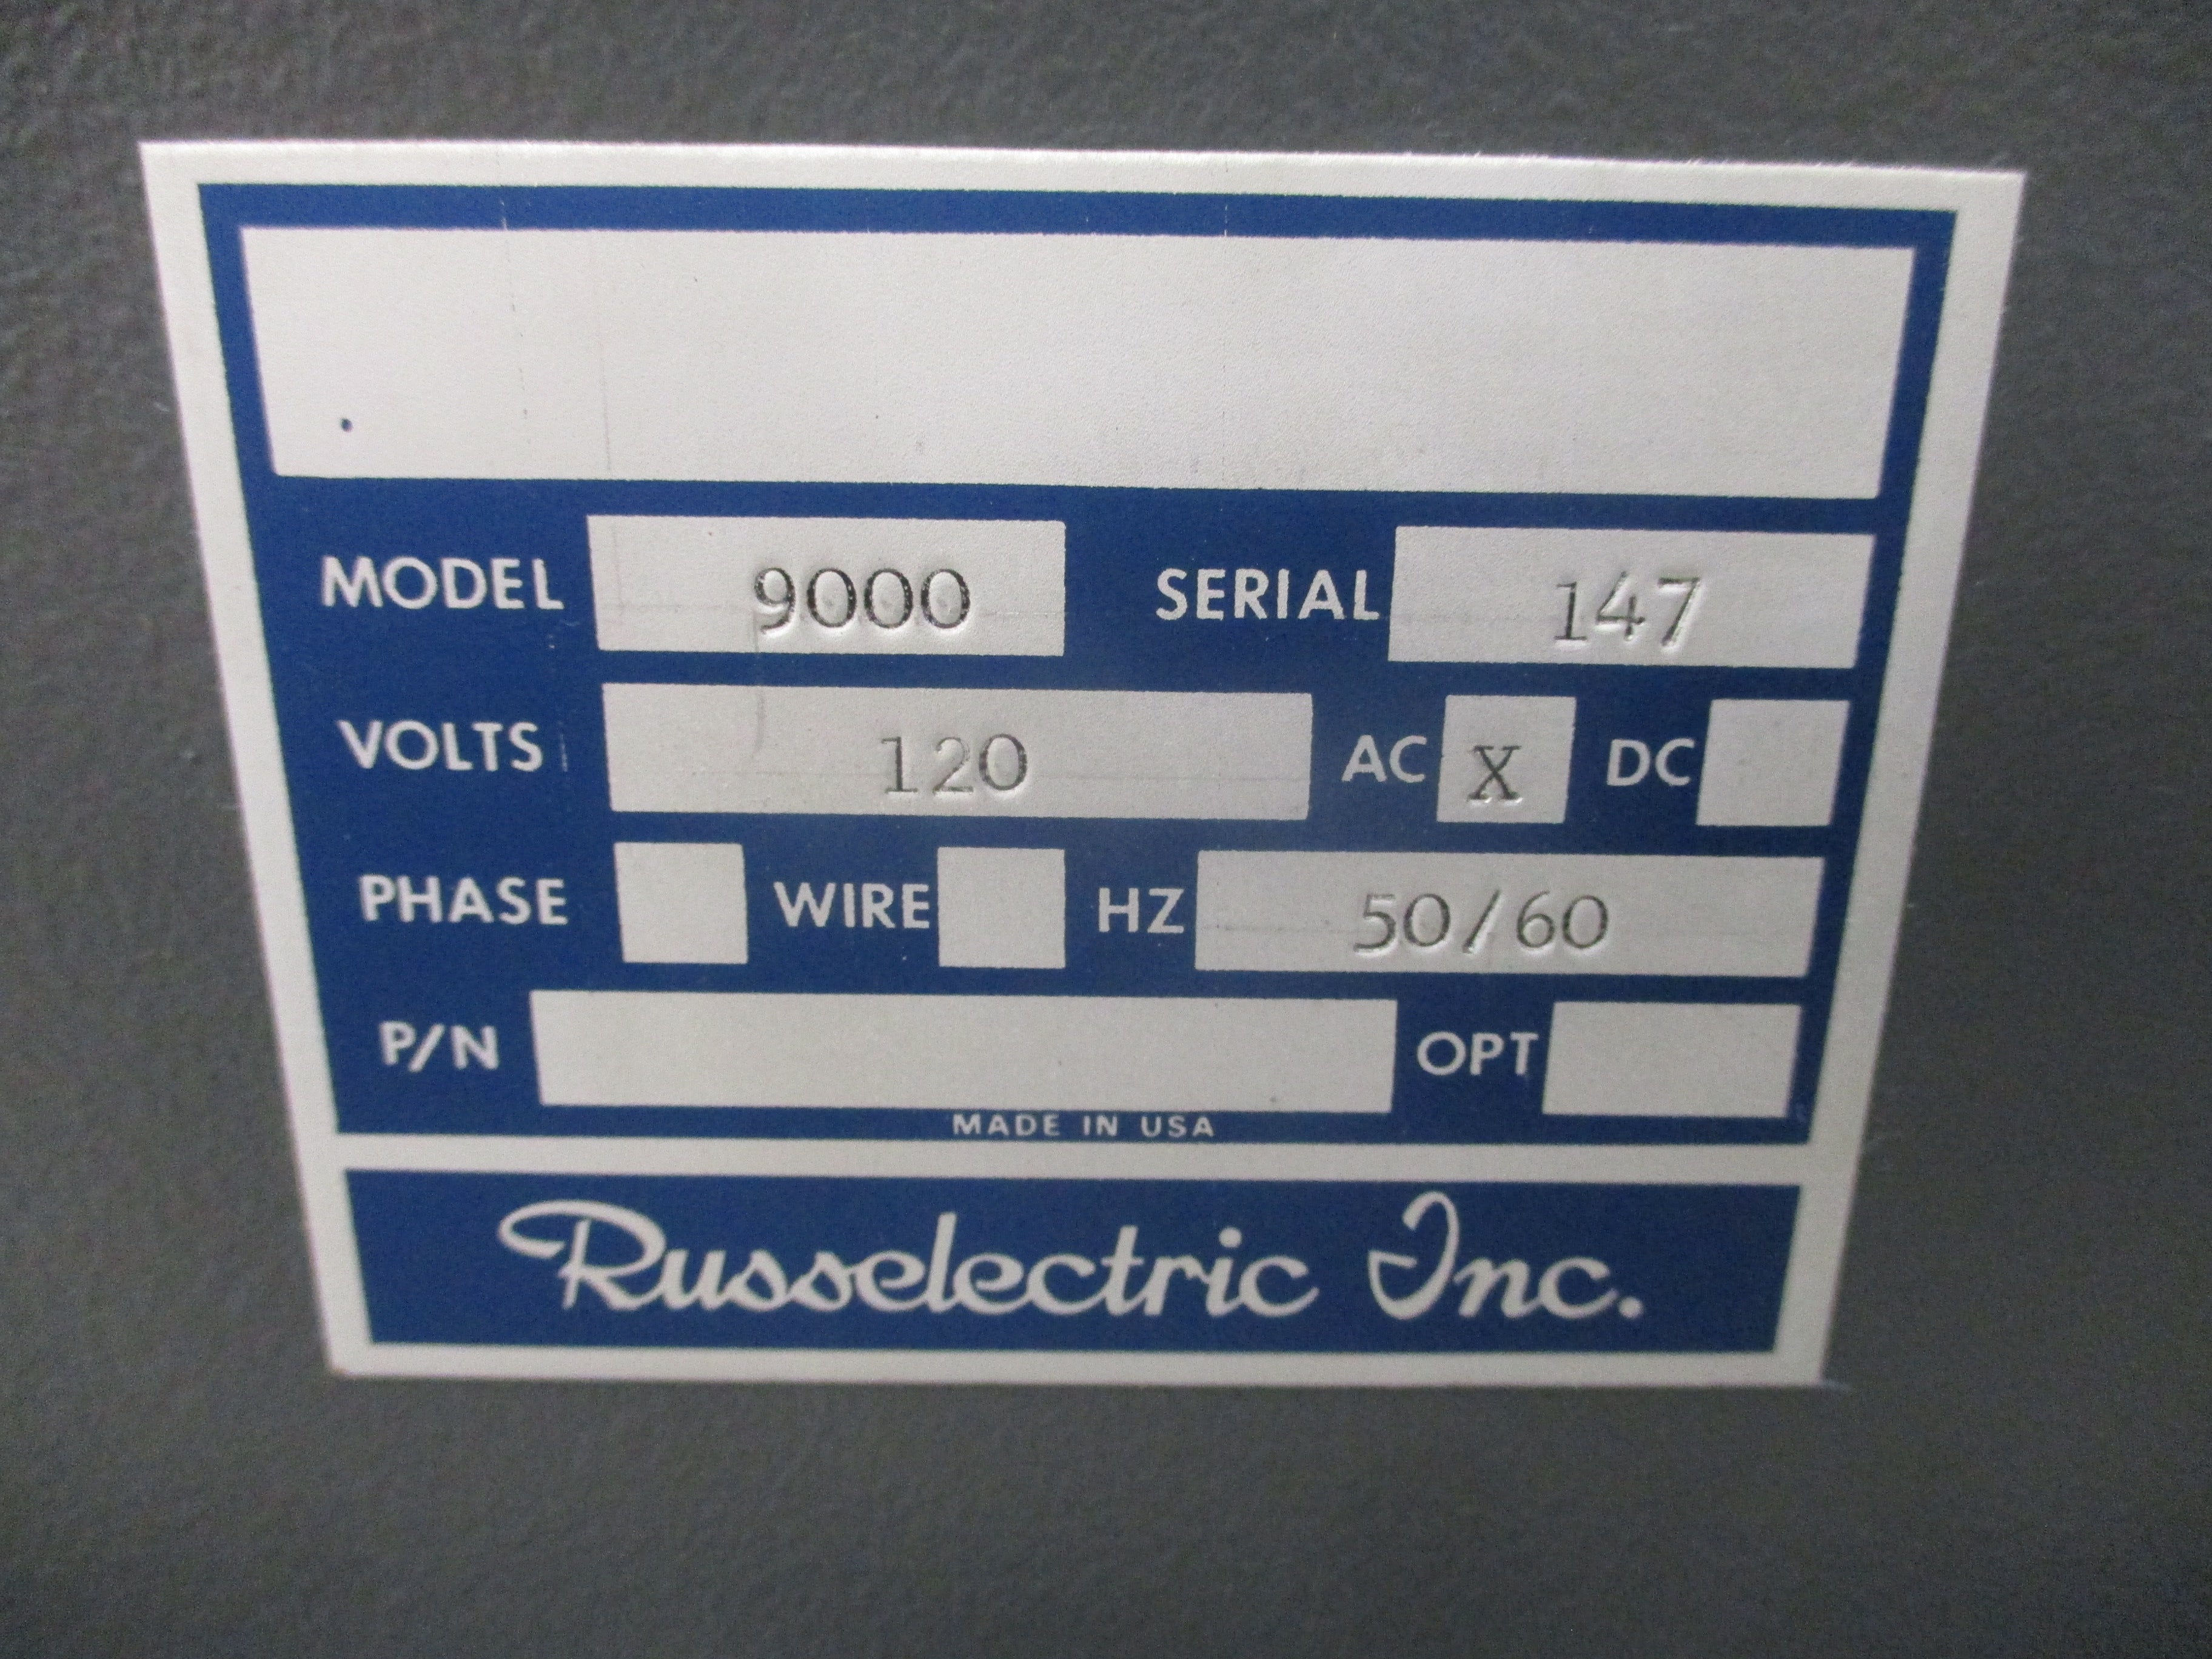 MODEL 9000 SERIAL 147
VOLTS 120 AC X DC
PHASE WIRE HZ 50/60
P/N OPT
MADE IN USA
Russelectric Inc.